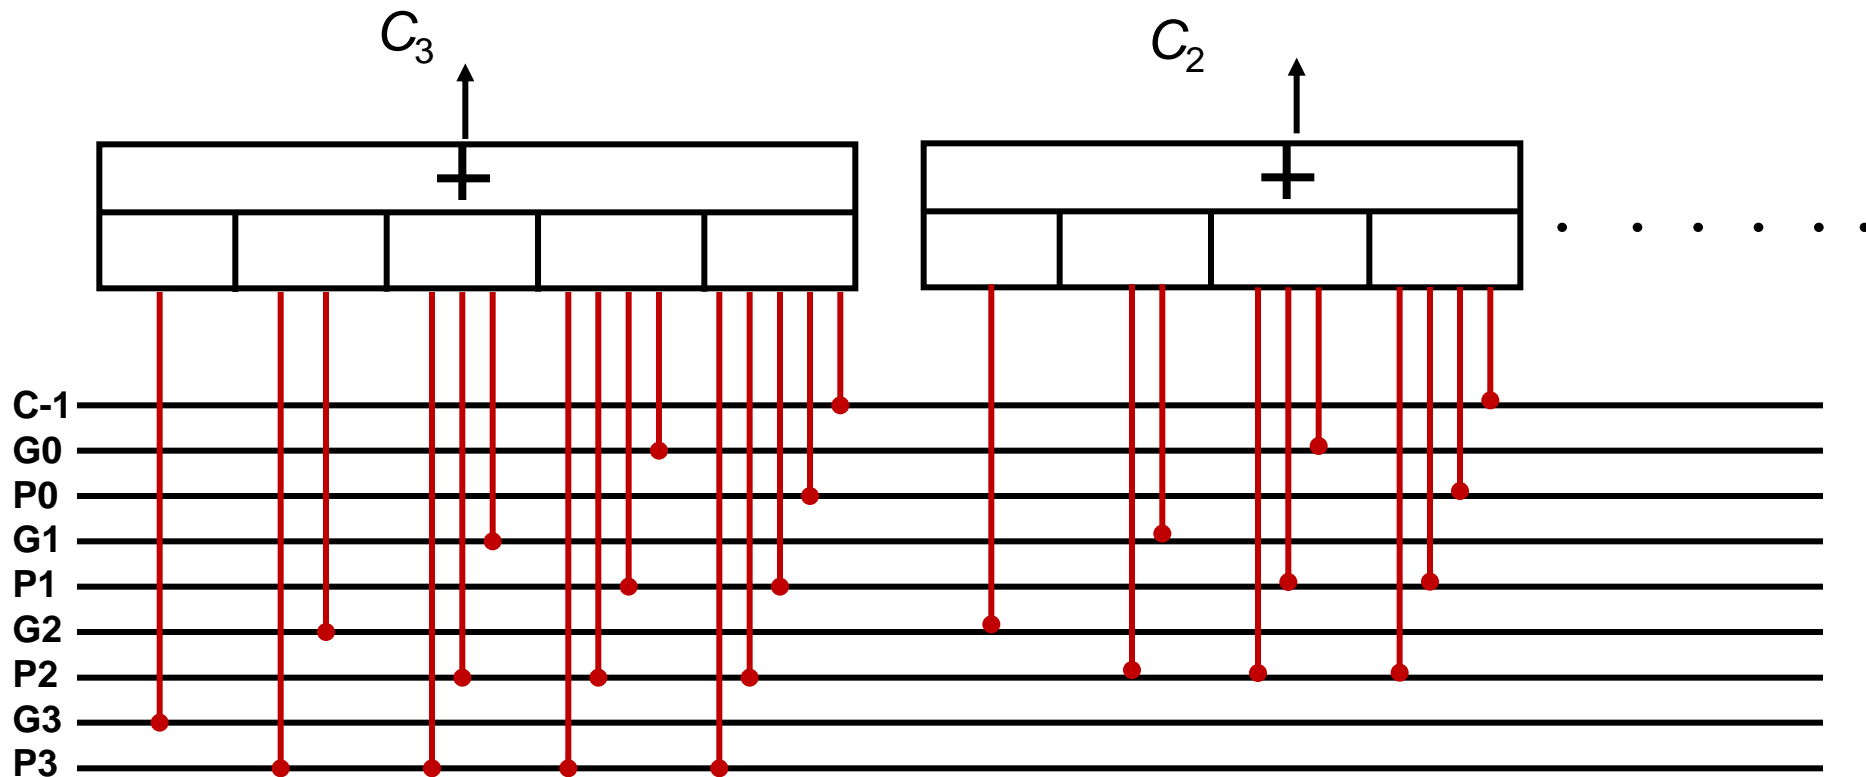 C3
C2
+
+
. . . . .
C-1
G0
P0
G1
P1
G2
P2
G3
P3